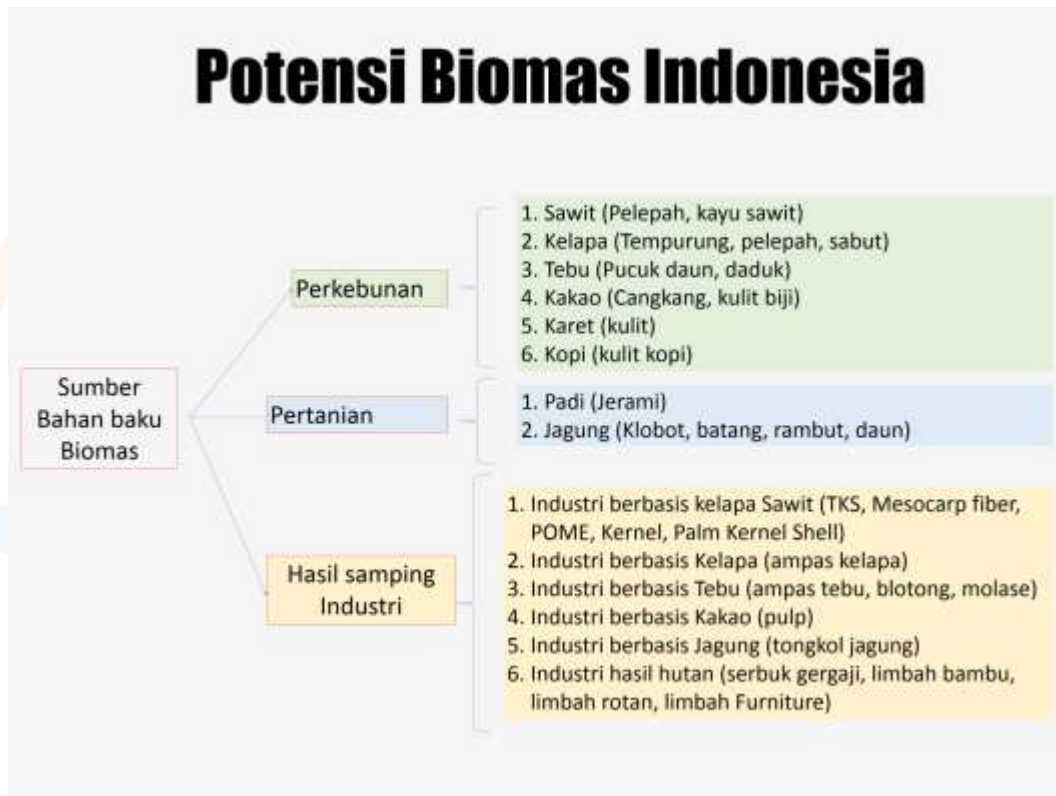 Potensi Biomas Indonesia
Sumber
Bahan baku
Biomas
Perkebunan
1. Sawit (Pelepah, kayu sawit)
2. Kelapa (Tempurung, pelepah, sabut)
3. Tebu (Pucuk daun, daduk)
4. Kakao (Cangkang, kulit biji)
5. Karet (kulit)
6. Kopi (kulit kopi)
Pertanian
1. Padi (Jerami)
2. Jagung (Klobot, batang, rambut, daun)
Hasil samping
Industri
1. Industri berbasis kelapa Sawit (TKS, Mesocarp fiber,
POME, Kernel, Palm Kernel Shell)
2. Industri berbasis Kelapa (ampas kelapa)
3. Industri berbasis Tebu (ampas tebu, blotong, molase)
4. Industri berbasis Kakao (pulp)
5. Industri berbasis Jagung (tongkol jagung)
6. Industri hasil hutan (serbuk gergaji, limbah bambu,
limbah rotan, limbah Furniture)